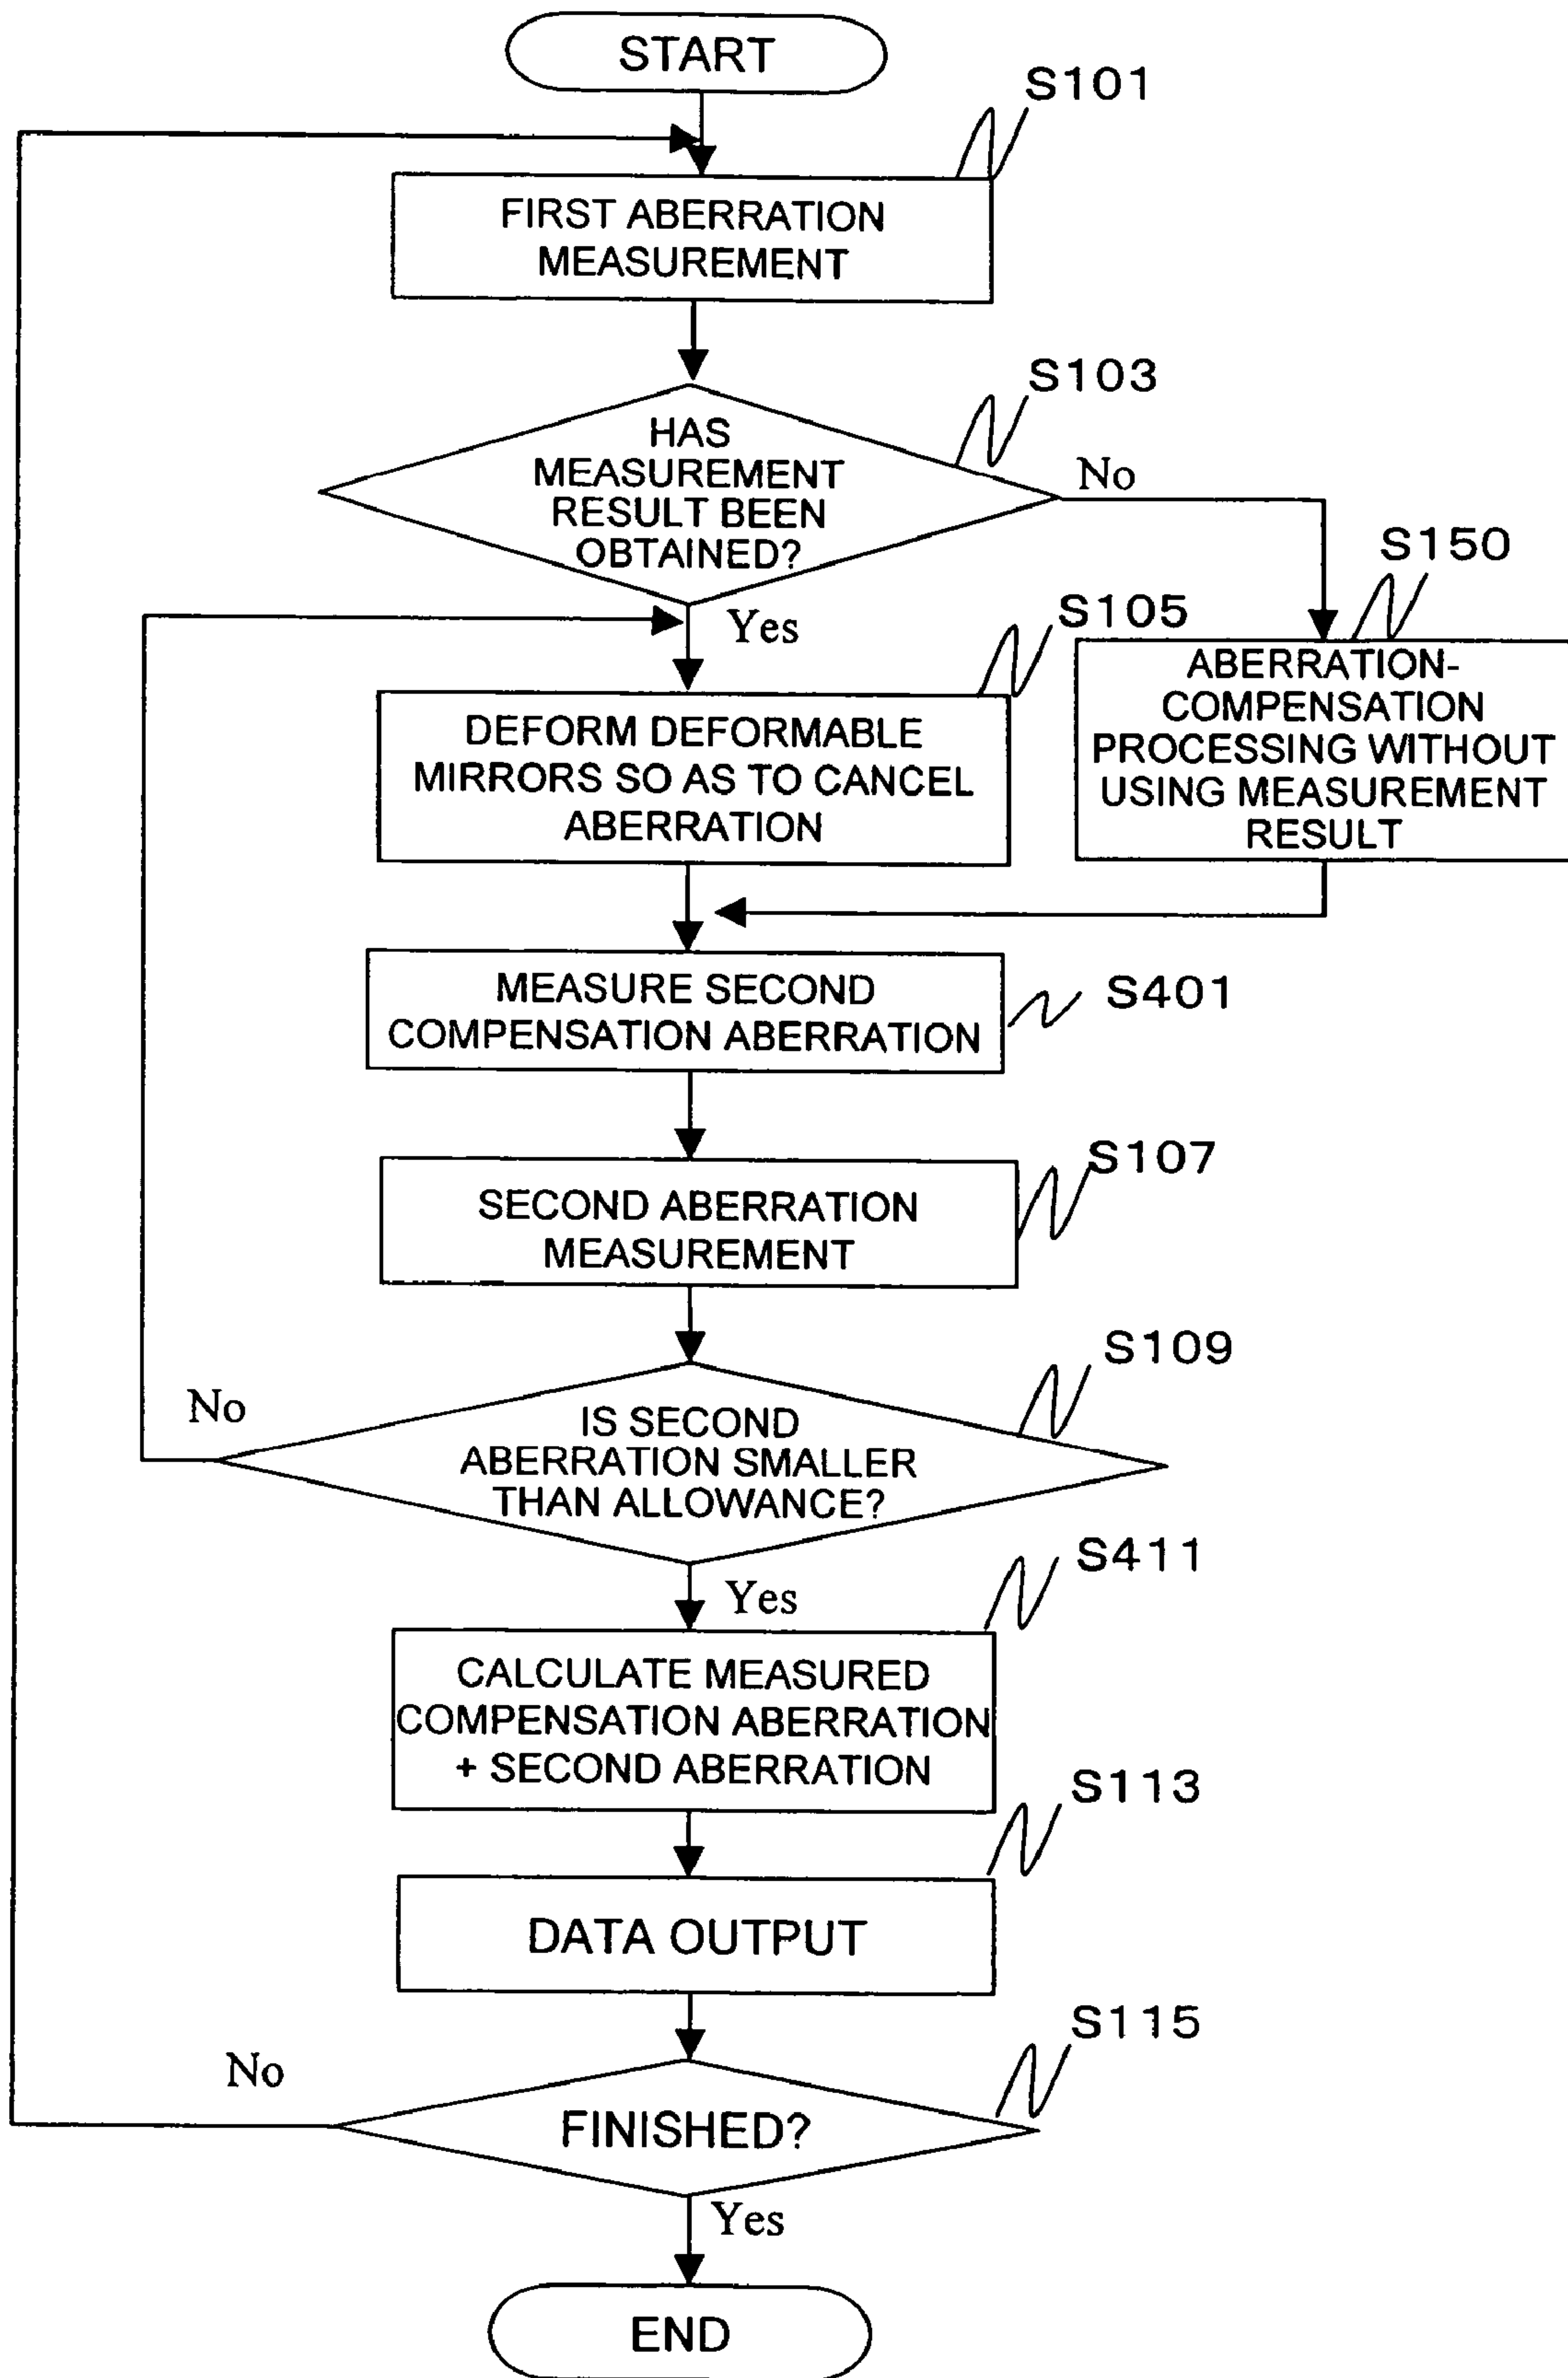 START
S101
FIRST ABERRATION
MEASUREMENT
S103
HAS
MEASUREMENT
RESULT BEEN
OBTAINED?
No
S150
Yes
S105
ABERRATION-
COMPENSATION
PROCESSING WITHOUT
USING MEASUREMENT
RESULT
DEFORM DEFORMABLE
MIRRORS SO AS TO CANCEL
ABERRATION
MEASURE SECOND
COMPENSATION ABERRATION
S401
S107
SECOND ABERRATION
MEASUREMENT
S109
No
IS SECOND
ABERRATION SMALLER
THAN ALLOWANCE?
S411
Yes
CALCULATE MEASURED
COMPENSATION ABERRATION
+ SECOND ABERRATION
S113
DATA OUTPUT
S115
No
FINISHED?
Yes
END